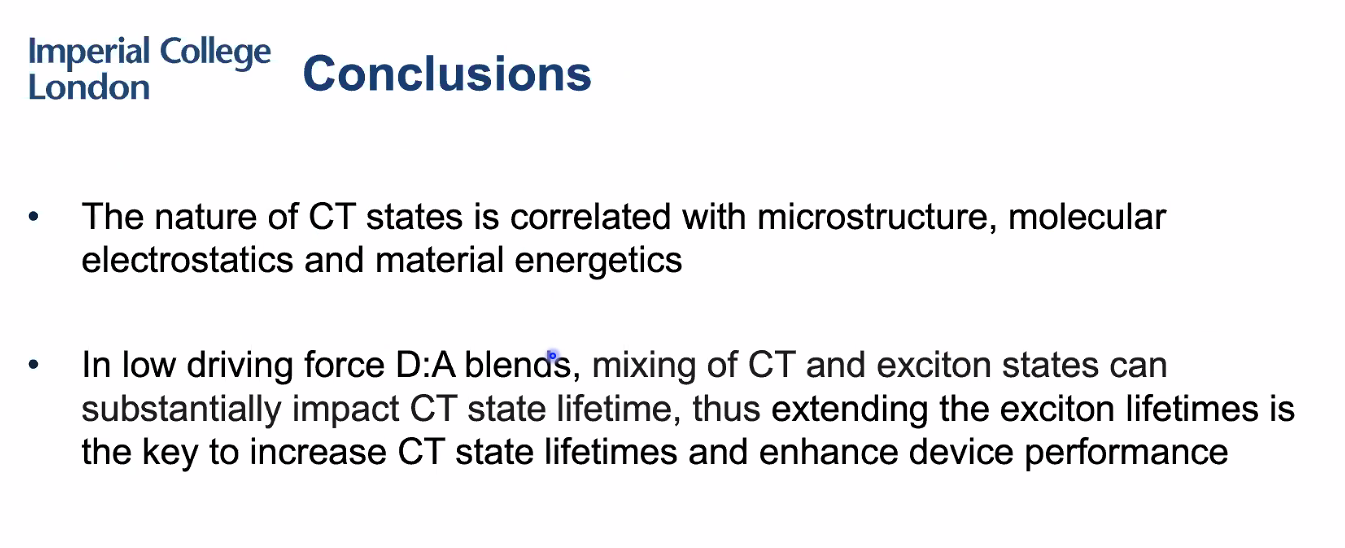 Imperial College
London
Conclusions
• The nature of CT states is correlated with microstructure, molecular
electrostatics and material energetics
• In low driving force D:A blends, mixing of CT and exciton states can
substantially impact CT state lifetime, thus extending the exciton lifetimes is
the key to increase CT state lifetimes and enhance device performance